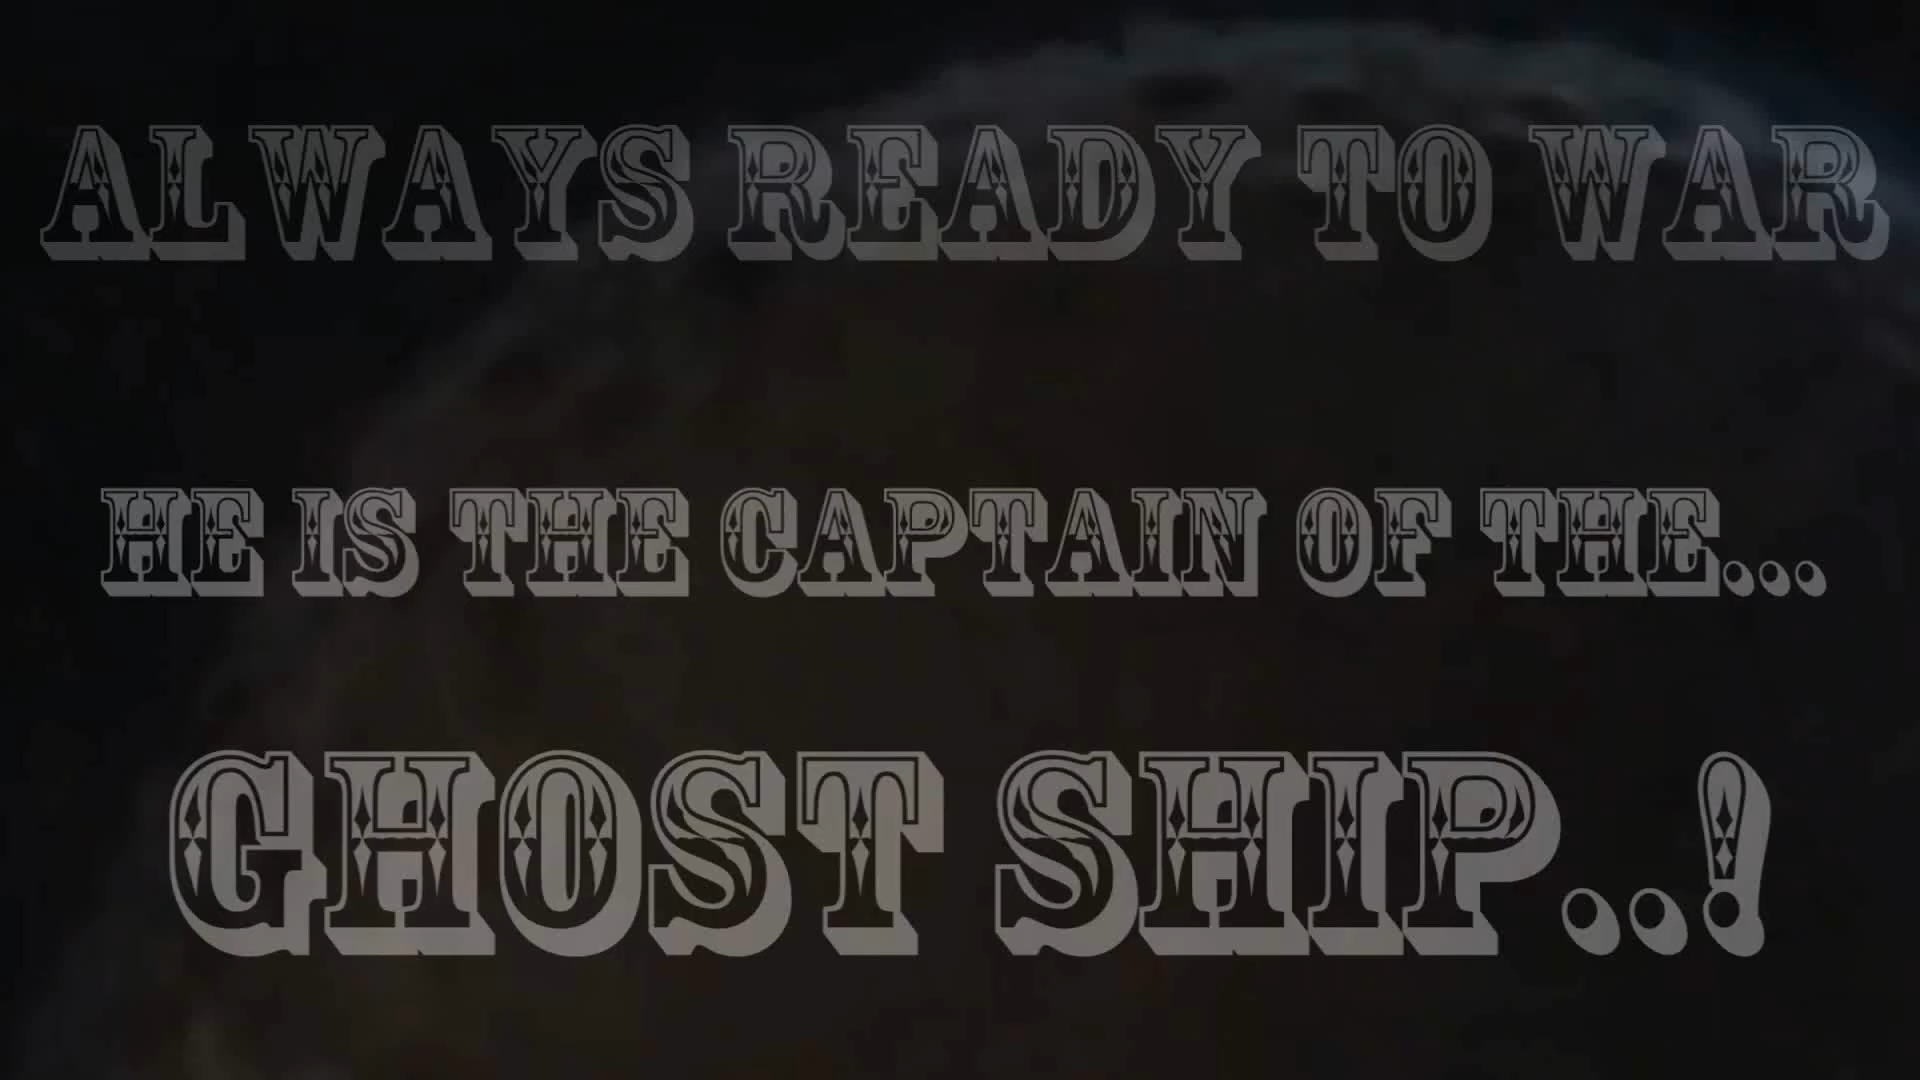 ALWAYS READY TO WAR
HE IS THE CAPTAIN OF THE...
GHOST SHIP..!